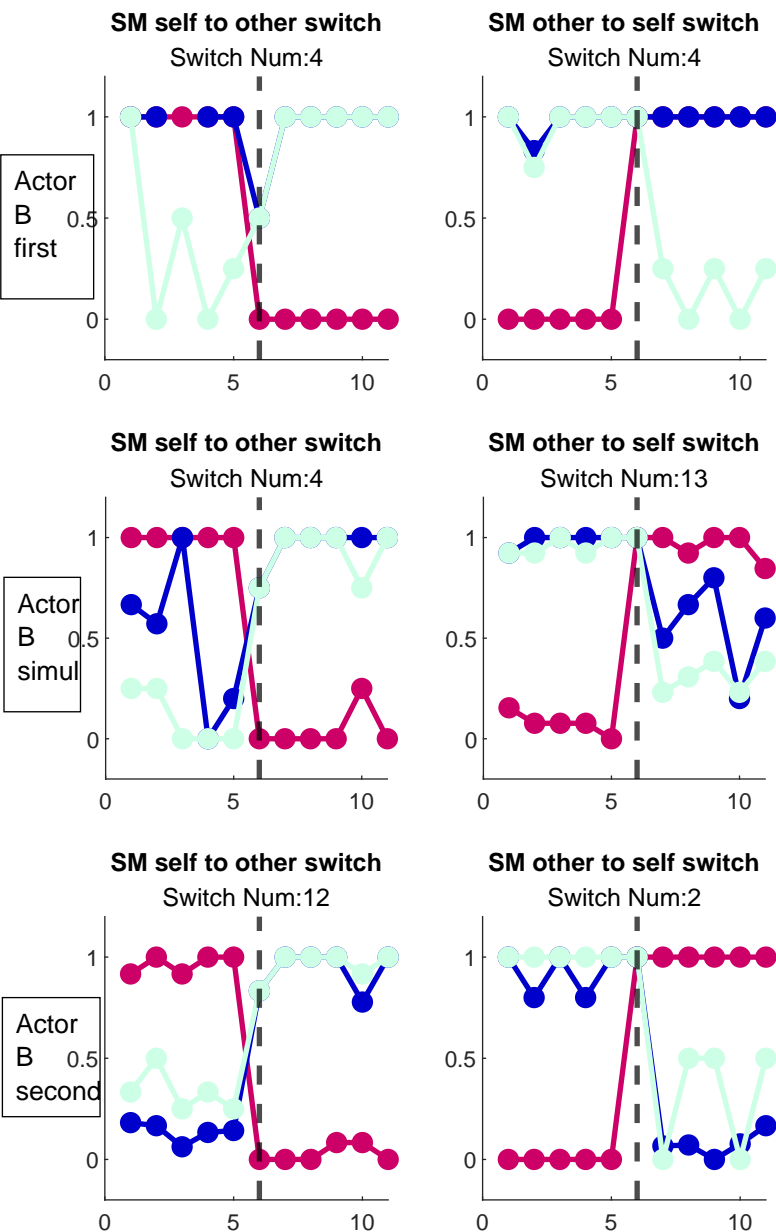 SM self to other switch
Switch Num:4
SM other to self switch
Switch Num:4
Actor
B
first
1
0.5
0
0 5 10
1
0.5
0
0 5 10
SM self to other switch
Switch Num:4
SM other to self switch
Switch Num:13
Actor
B
simul
1
0.5
0
0 5 10
1
0.5
0
0 5 10
SM self to other switch
Switch Num:12
SM other to self switch
Switch Num:2
Actor
B
second
1
0.5
0
0 5 10
1
0.5
0
0 5 10